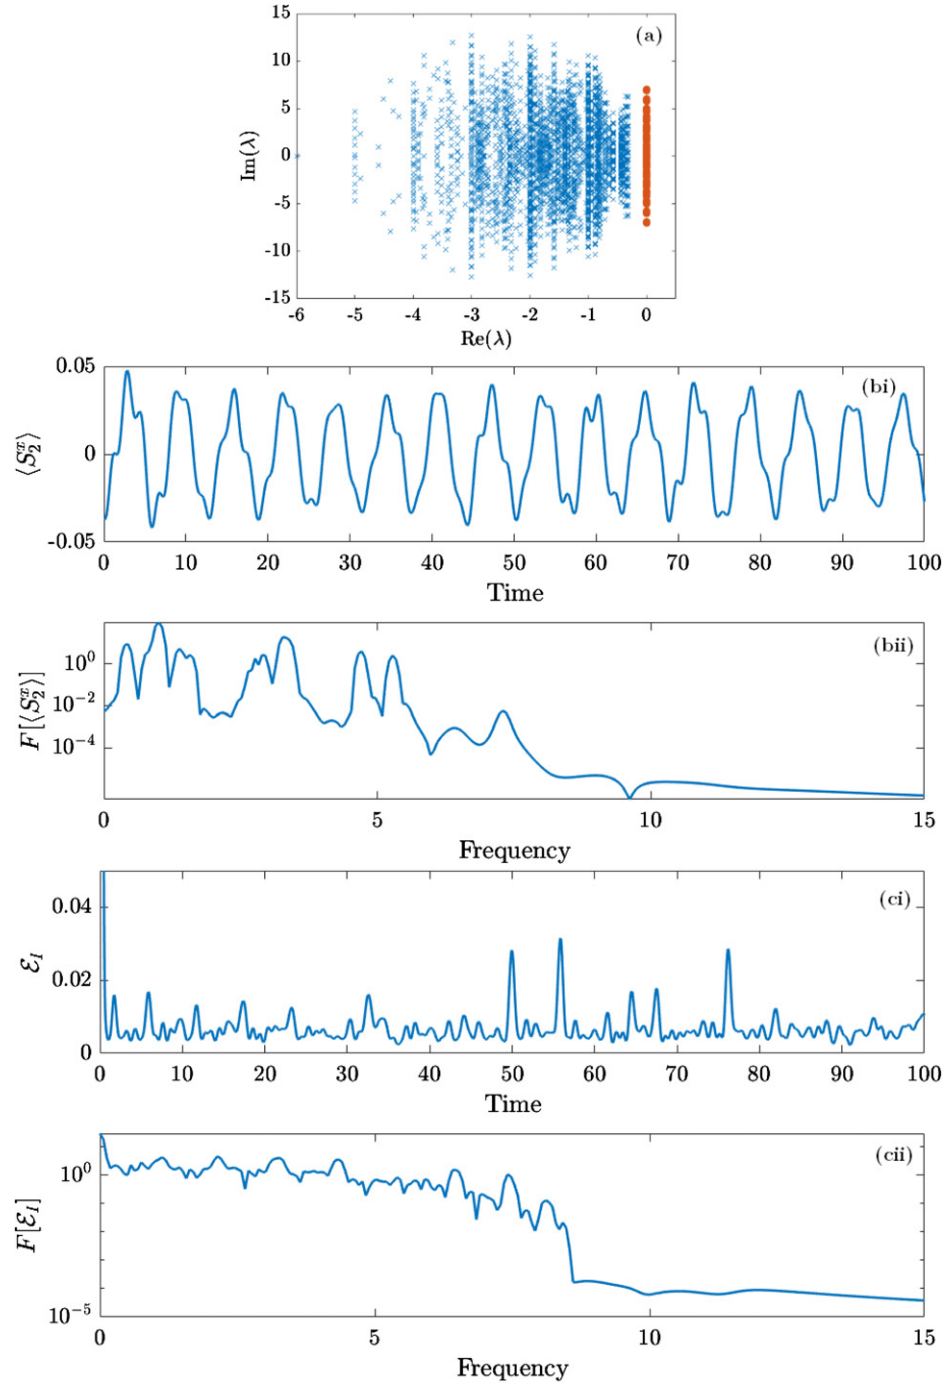 (a)
15
10
5
0
-5
-10
-15
Im(λ)
-6 -5 -4 -3 -2 -1 0
Re(λ)
(bi)
0.05
0
-0.05
⟨S₂ˣ⟩
0 10 20 30 40 50 60 70 80 90 100
Time
(bii)
10⁰
10⁻²
10⁻⁴
F[⟨S₂ˣ⟩]
0 5 10 15
Frequency
(ci)
0.04
0.02
0
ℰ_l
0 10 20 30 40 50 60 70 80 90 100
Time
(cii)
10⁰
10⁻⁵
F[ℰ_l]
0 5 10 15
Frequency